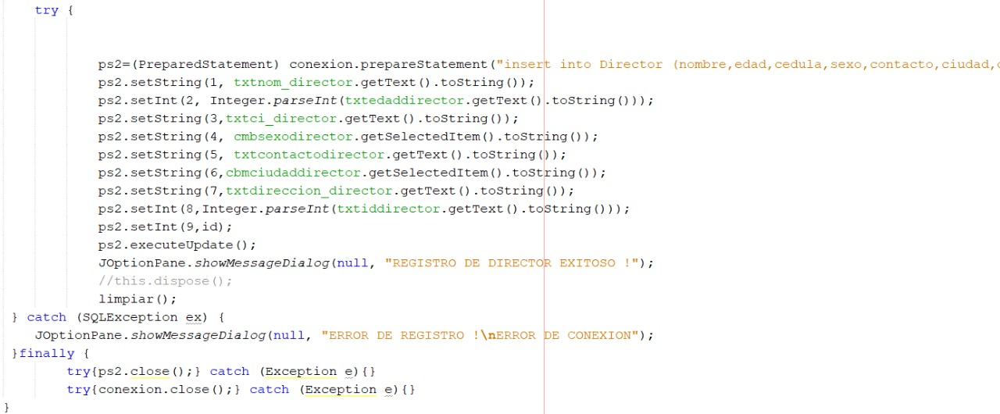 try {
ps2=(PreparedStatement) conexion.prepareStatement("insert into Director (nombre,edad,cedula,sexo,contacto,ciudad,
ps2.setString(1, txtnom_director.getText().toString());
ps2.setInt(2, Integer.parseInt(txtedaddirector.getText().toString()));
ps2.setString(3,txtci_director.getText().toString());
ps2.setString(4, cmbsexodirector.getSelectedItem().toString());
ps2.setString(5, txtcontactodirector.getText().toString());
ps2.setString(6,cbmciudaddirector.getSelectedItem().toString());
ps2.setString(7,txtdireccion_director.getText().toString());
ps2.setInt(8,Integer.parseInt(txtiddirector.getText().toString()));
ps2.setInt(9,id);
ps2.executeUpdate();
JOptionPane.showMessageDialog(null, "REGISTRO DE DIRECTOR EXITOSO !");
//this.dispose();
limpiar();
} catch (SQLException ex) {
JOptionPane.showMessageDialog(null, "ERROR DE REGISTRO !\nERROR DE CONEXION");
}finally {
try{ps2.close();} catch (Exception e){}
try{conexion.close();} catch (Exception e){}
}